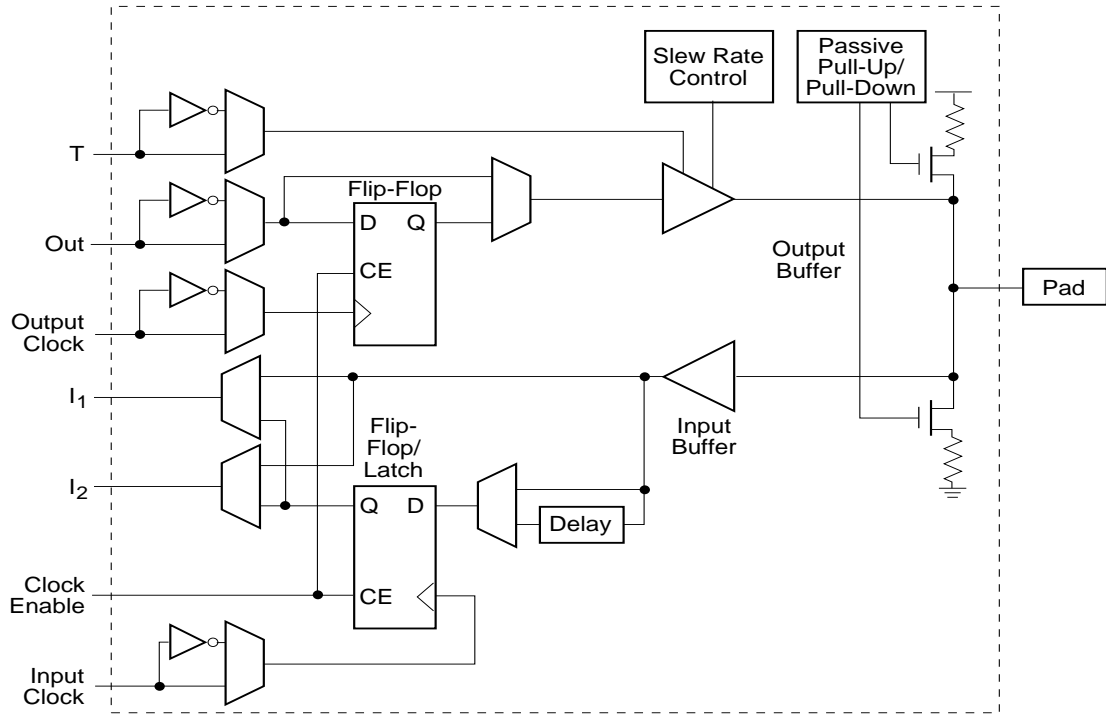 Slew Rate
Control
Passive
Pull-Up/
Pull-Down
T
Flip-Flop
D Q
Out
CE
Output
Buffer
Output
Clock
Pad
I1
Flip-
Flop/
Latch
Input
Buffer
I2
Q D
Delay
Clock
Enable
CE
Input
Clock